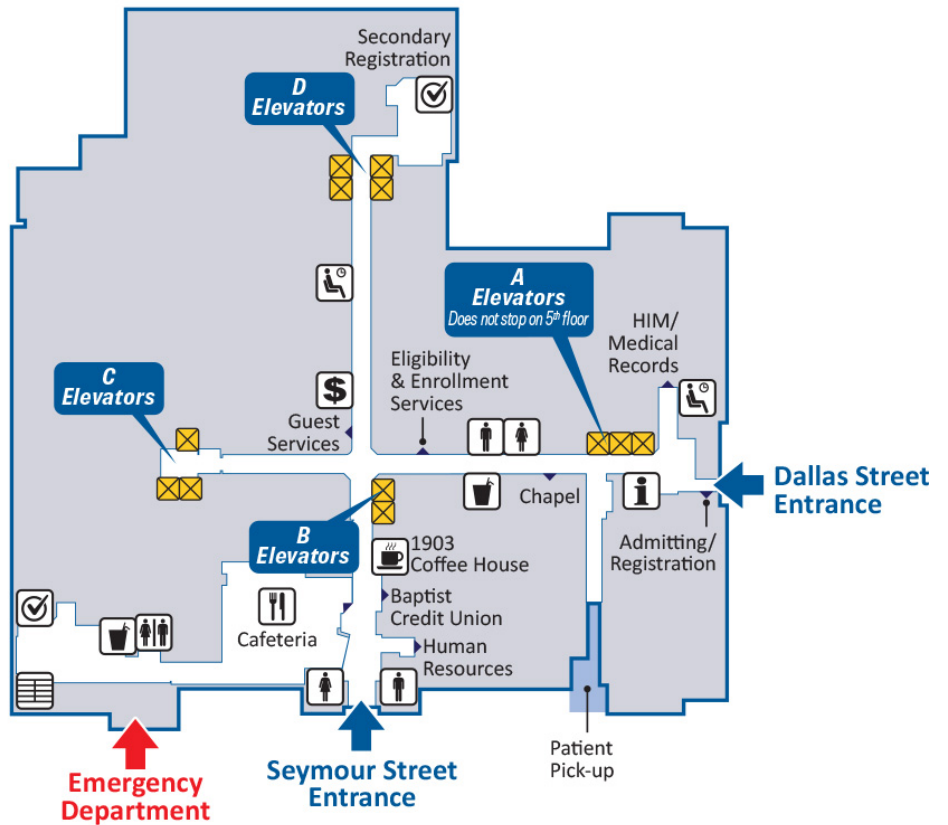 Secondary
Registration
D
Elevators
A
Elevators
Does not stop on 5th floor
HIM/
Medical
Records
Eligibility
& Enrollment
Services
C
Elevators
$
Guest
Services
Chapel
i
Dallas Street
Entrance
B
Elevators
1903
Coffee House
Admitting/
Registration
Baptist
Credit Union
Cafeteria
Human
Resources
Patient
Pick-up
Emergency
Department
Seymour Street
Entrance